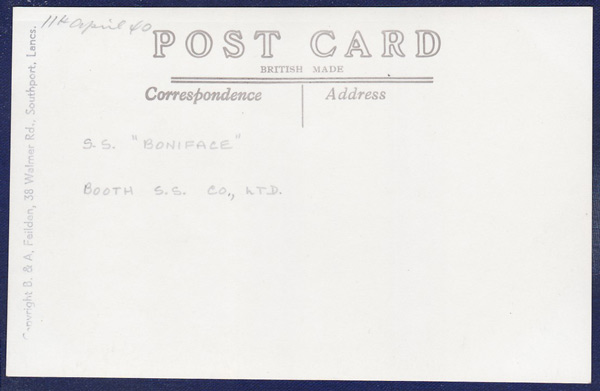 11th april 40
POST CARD
BRITISH MADE
Correspondence
Address
S.S. "BONIFACE"
BOOTH S.S. CO., LTD.
Copyright B. & A. Feilden, 38 Walmer Rd., Southport, Lancs.